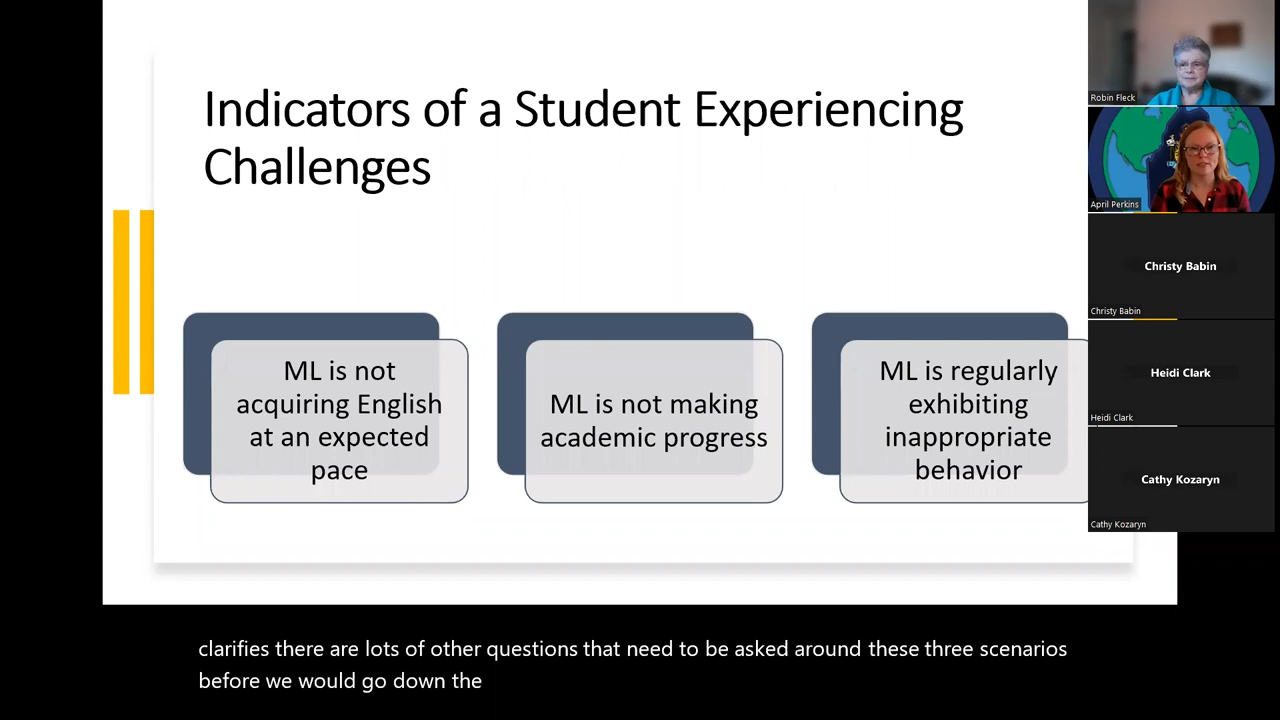 Indicators of a Student Experiencing
Challenges
ML is not
acquiring English
at an expected
pace
ML is not making
academic progress
ML is regularly
exhibiting
inappropriate
behavior
Robin Fleck
April Perkins
Christy Babin
Christy Babin
Heidi Clark
Heidi Clark
Cathy Kozaryn
Cathy Kozaryn
clarifies there are lots of other questions that need to be asked around these three scenarios
before we would go down the